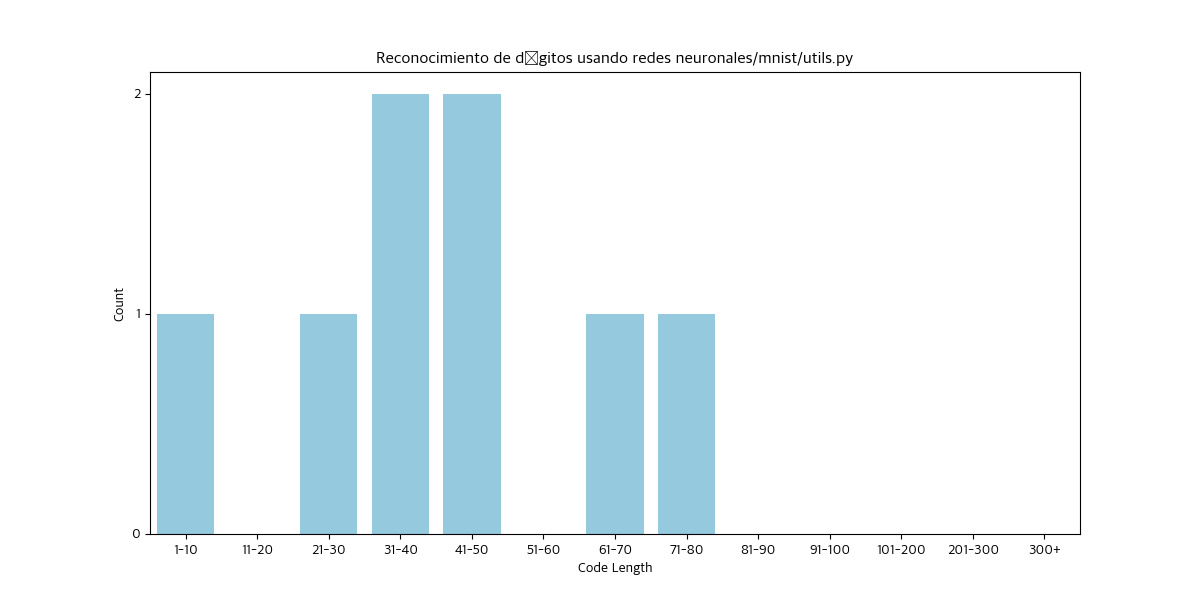 Reconocimiento de d☒gitos usando redes neuronales/mnist/utils.py
2
1
0
Count
1-10 11-20 21-30 31-40 41-50 51-60 61-70 71-80 81-90 91-100 101-200 201-300 300+
Code Length